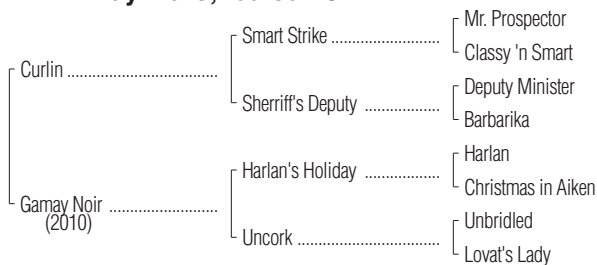 Mr. Prospector
Smart Strike ....................
Classy 'n Smart
Curlin ............................
Deputy Minister
Sherriff's Deputy ..............
Barbarika
Harlan
Harlan's Holiday ..............
Christmas in Aiken
Gamay Noir ....................
(2010)
Unbridled
Uncork ..........................
Lovat's Lady